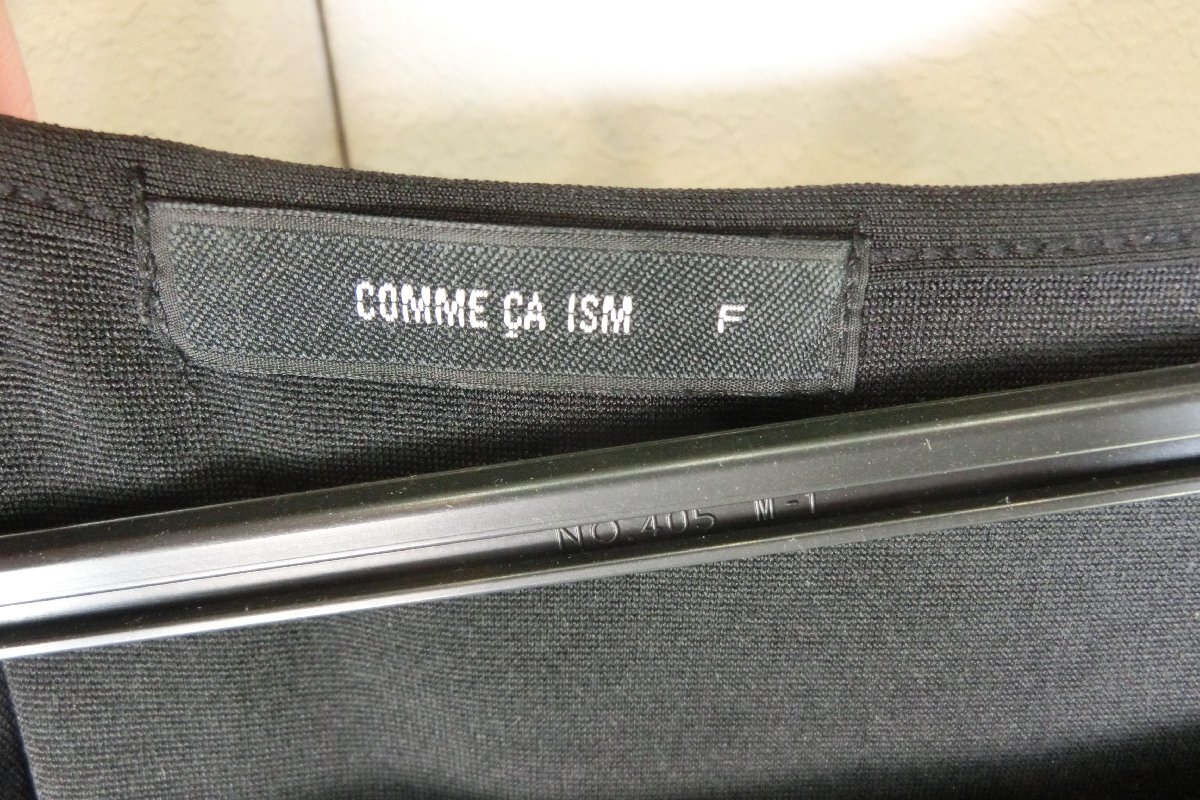 COMME ÇA ISM F
NO.405 M-1